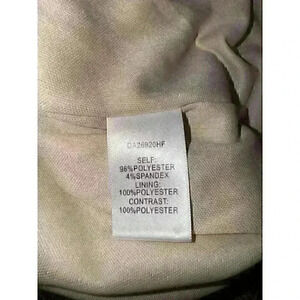 DA26920HF
SELF:
96%POLYESTER
4%SPANDEX
LINING:
100%POLYESTER
CONTRAST:
100%POLYESTER